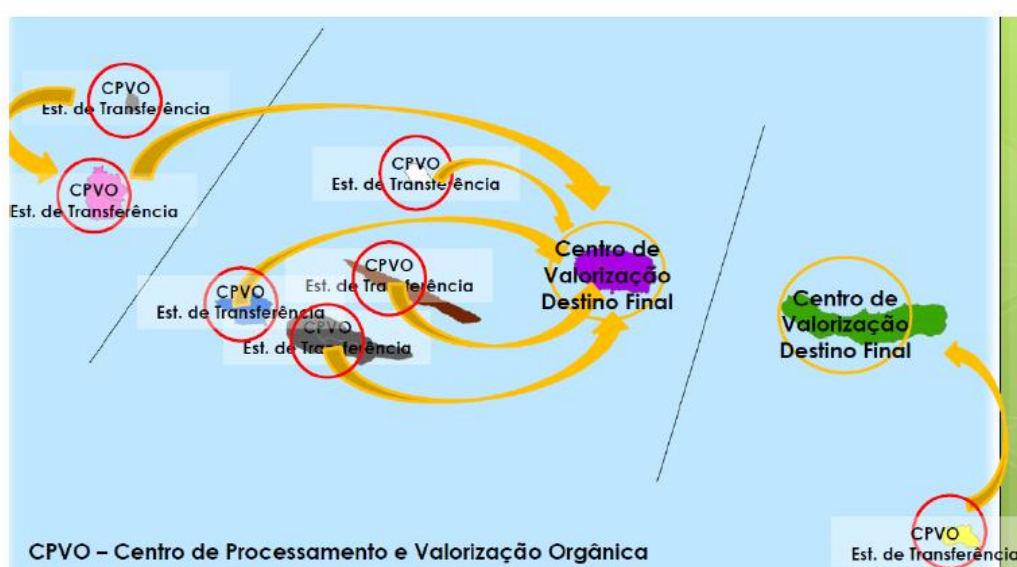 CPVO
Est. de Transferência
CPVO
Est. de Transferência
CPVO
Est. de Transferência
CPVO
Est. de Transferência
CPVO
Est. de Transferência
CPVO
Est. de Transferência
Centro de
Valorização
Destino Final
Centro de
Valorização
Destino Final
CPVO
Est. de Transferência
CPVO – Centro de Processamento e Valorização Orgânica